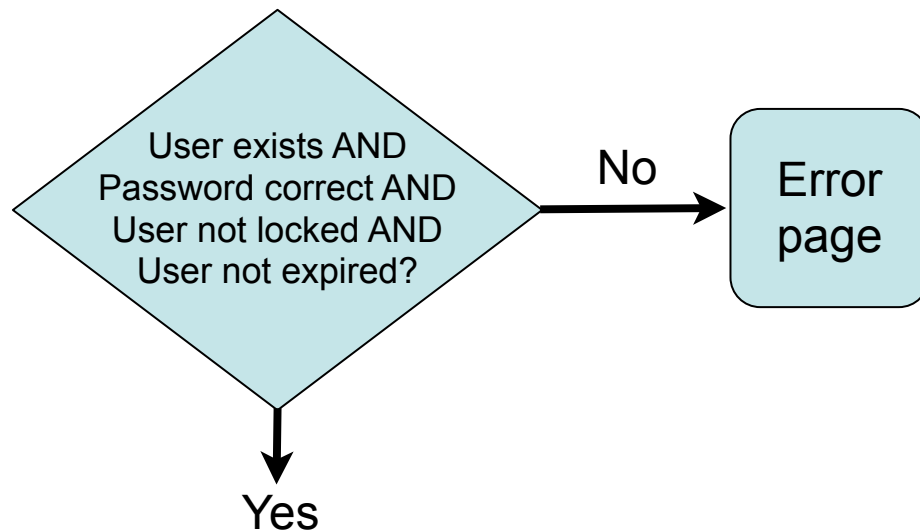 User exists AND
Password correct AND
User not locked AND
User not expired?
No
Error
page
Yes